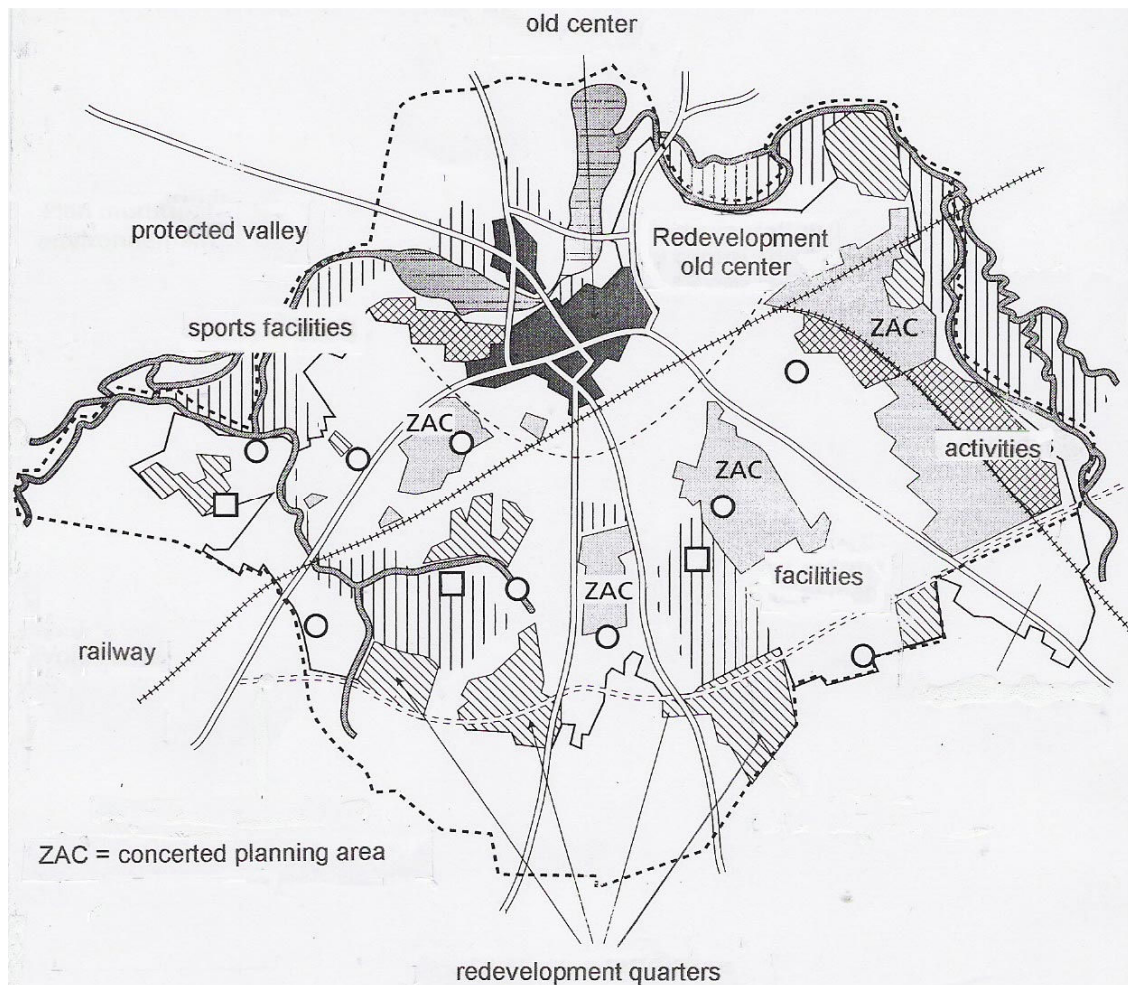 old center
protected valley
Redevelopment
old center
sports facilities
ZAC
ZAC
ZAC
activities
facilities
ZAC
railway
ZAC = concerted planning area
redevelopment quarters